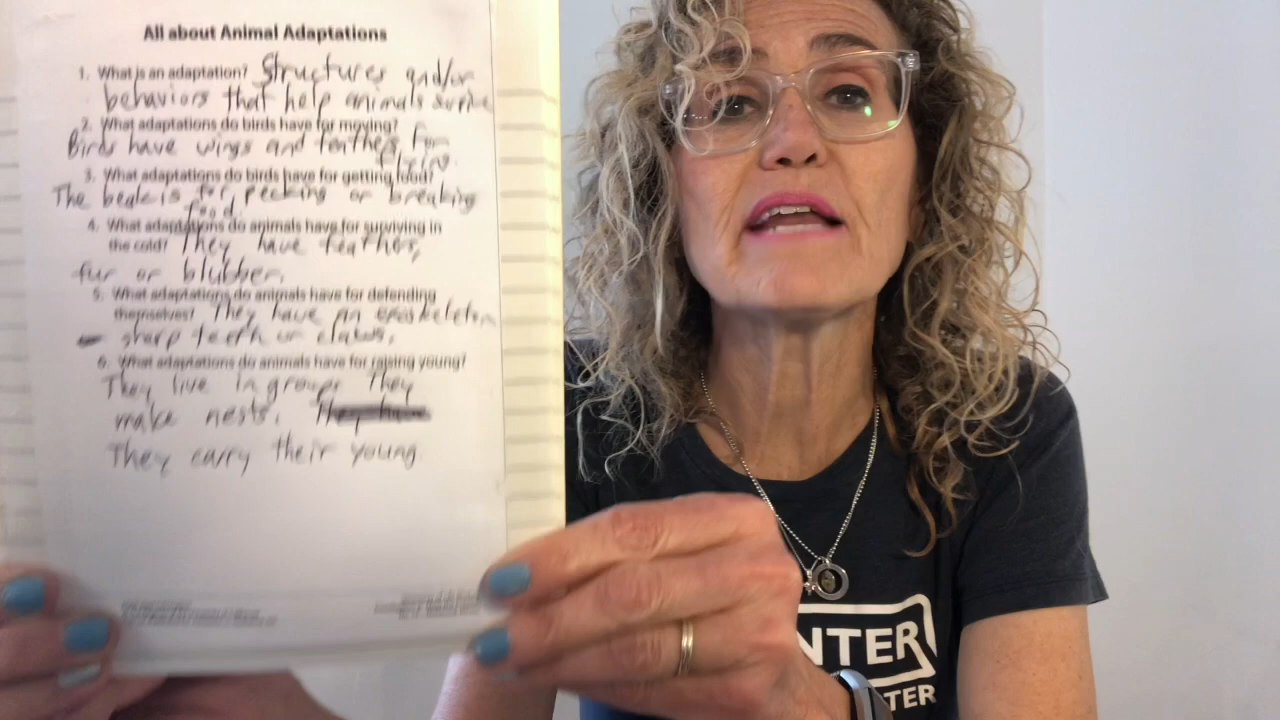 All about Animal Adaptations
1. What is an adaptation? Structures and/or
behaviors that help animals survive
2. What adaptations do birds have for moving?
Birds have wings and feathers for
flying.
3. What adaptations do birds have for getting food?
The beak is for pecking or breaking
food.
4. What adaptations do animals have for surviving in
the cold? They have feathers,
fur or blubber.
5. What adaptations do animals have for defending
themselves? They have an exoskeleton
sharp teeth or claws.
6. What adaptations do animals have for raising young?
They live in groups They
make nests.
They carry their young.
NTER
TER